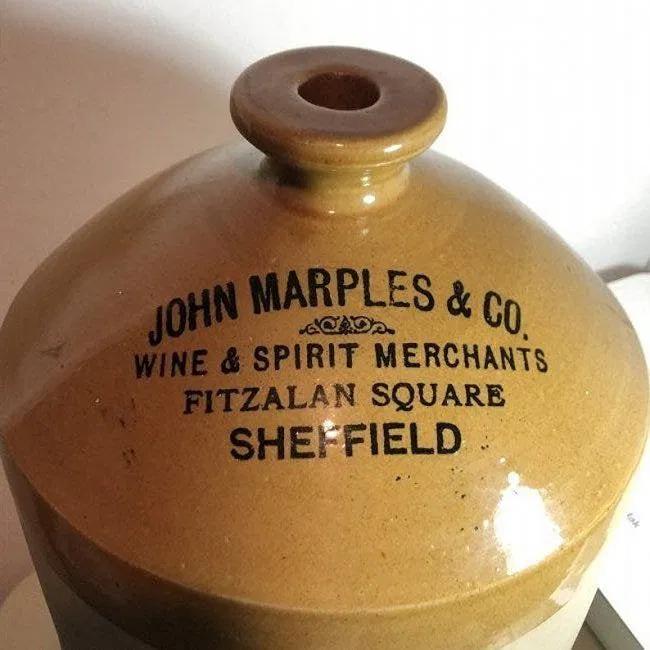 JOHN MARPLES & CO.
WINE & SPIRIT MERCHANTS
FITZALAN SQUARE
SHEFFIELD